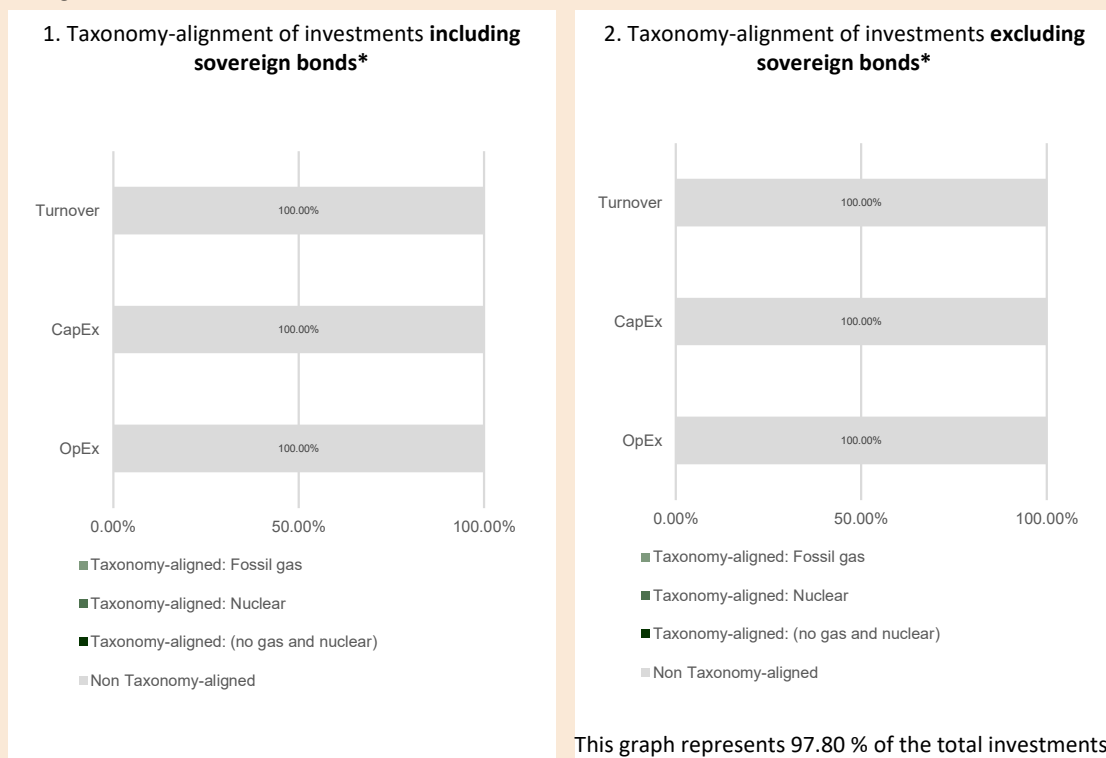 1. Taxonomy-alignment of investments including
sovereign bonds*
Turnover
100.00%
CapEx
100.00%
OpEx
100.00%
0.00%
50.00%
100.00%
Taxonomy-aligned: Fossil gas
Taxonomy-aligned: Nuclear
Taxonomy-aligned: (no gas and nuclear)
Non Taxonomy-aligned
2. Taxonomy-alignment of investments excluding
sovereign bonds*
Turnover
100.00%
CapEx
100.00%
OpEx
100.00%
0.00%
50.00%
100.00%
Taxonomy-aligned: Fossil gas
Taxonomy-aligned: Nuclear
Taxonomy-aligned: (no gas and nuclear)
Non Taxonomy-aligned
This graph represents 97.80 % of the total investments